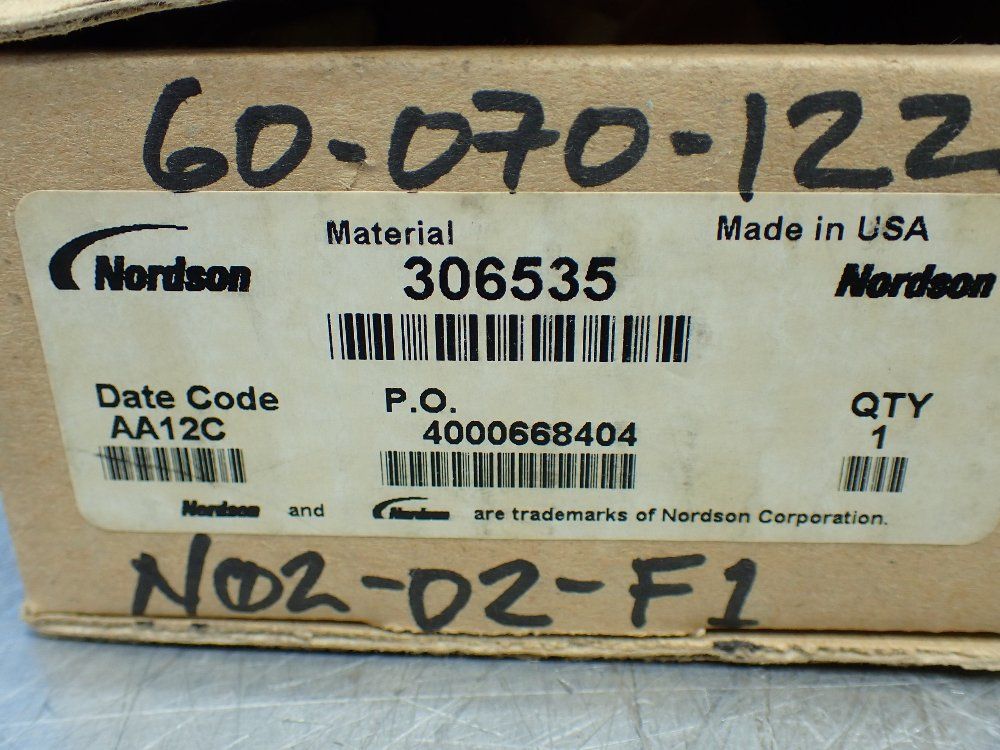 60-070-122
Nordson
Material
306535
Made in USA
Nordson
Date Code
AA12C
P.O.
4000668404
QTY
1
Nordson and Nordson are trademarks of Nordson Corporation.
N02-02-F1